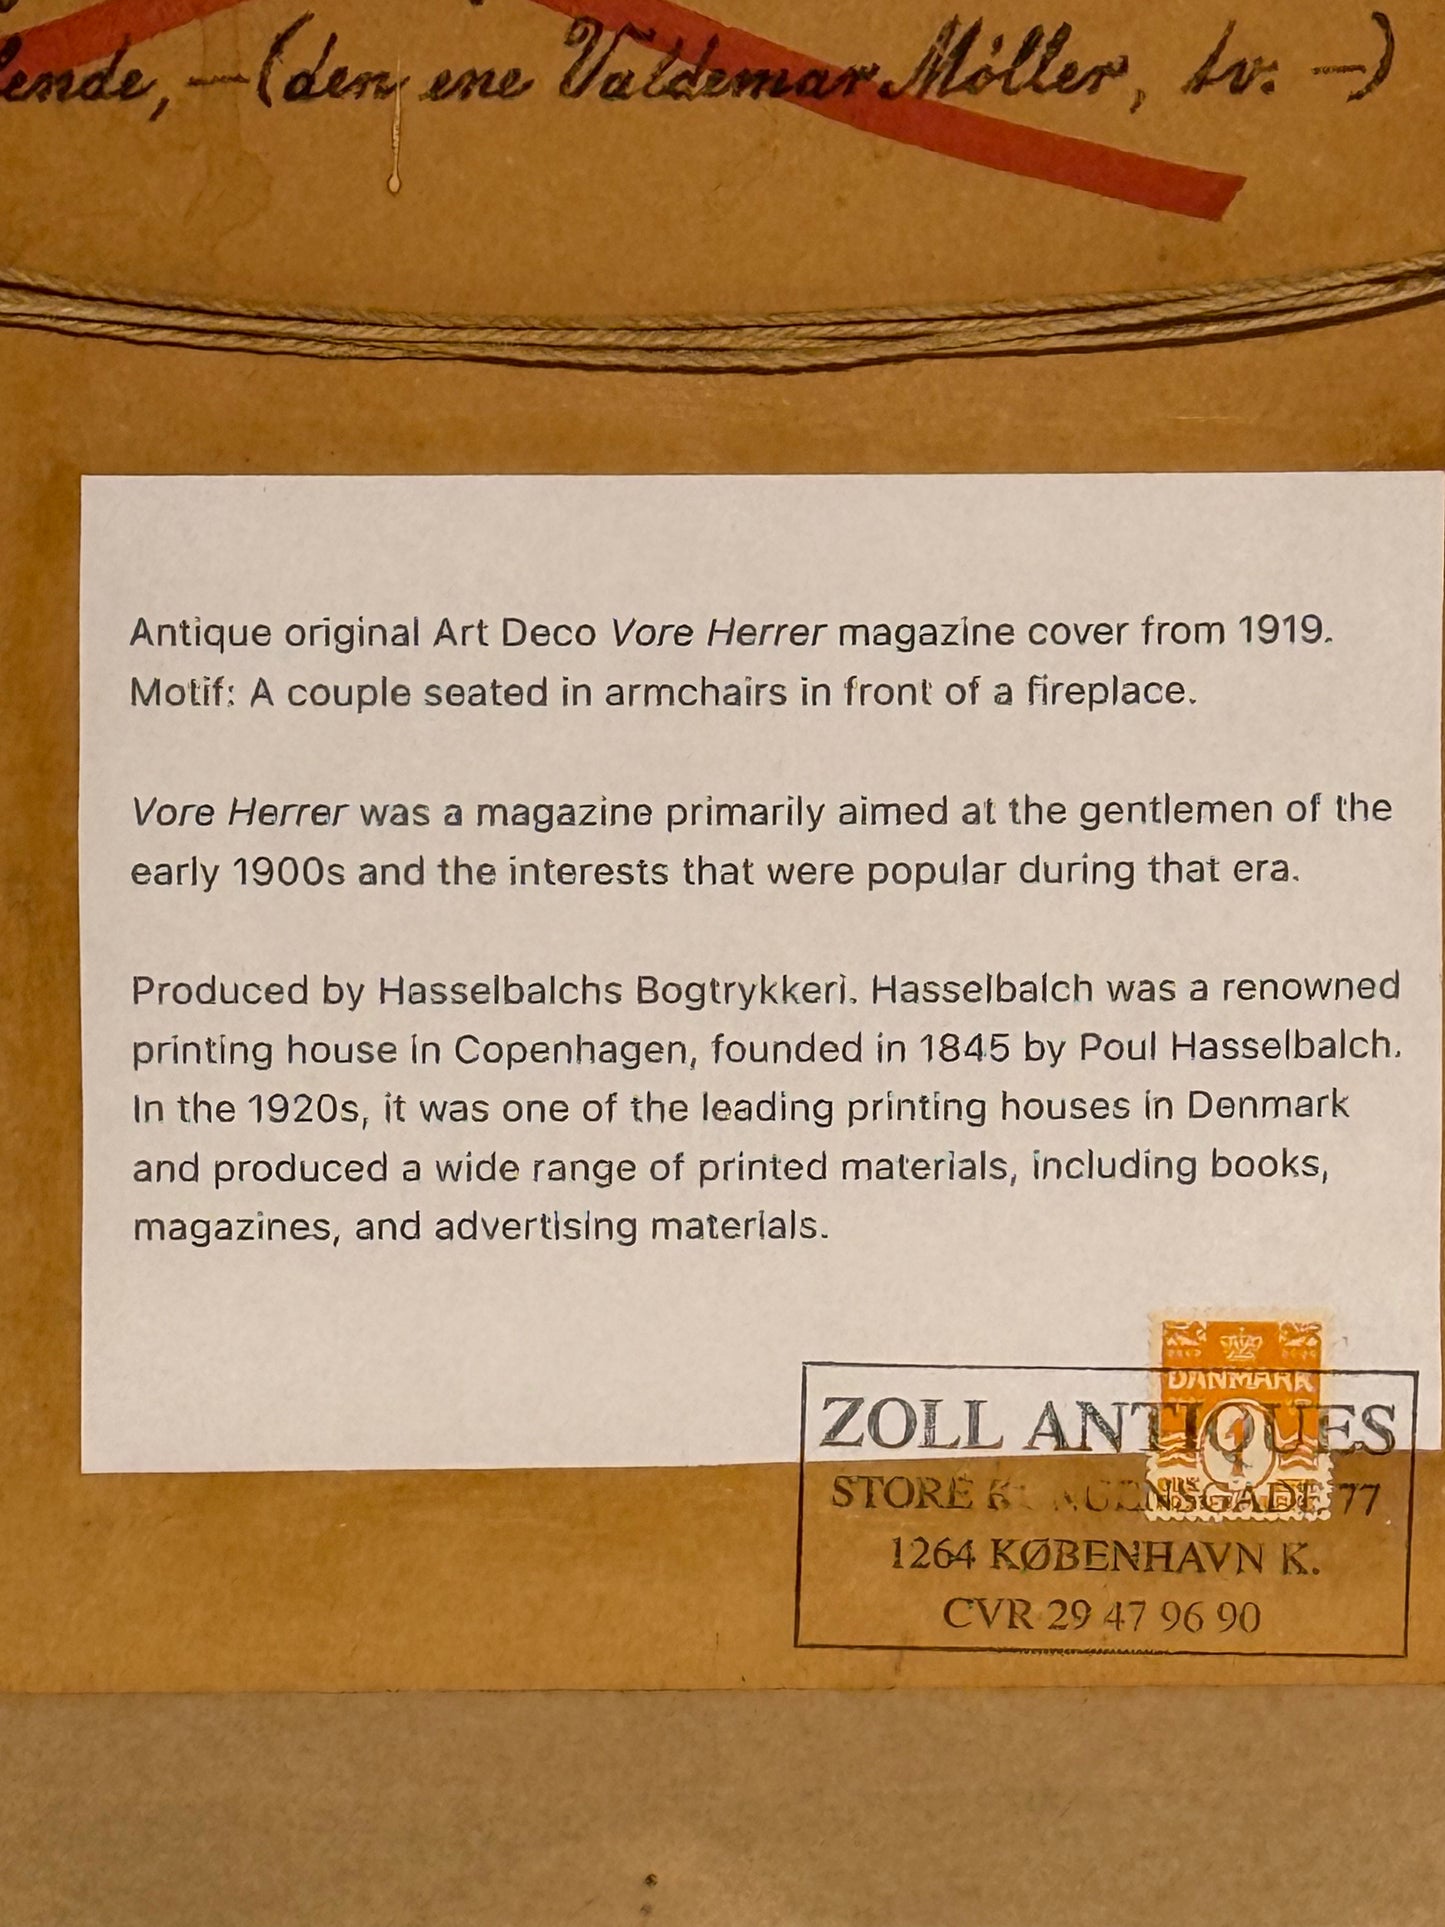 ende, – (den ene Valdemar Möller, tv. –)
Antique original Art Deco Vore Herrer magazine cover from 1919.
Motif: A couple seated in armchairs in front of a fireplace.
Vore Herrer was a magazine primarily aimed at the gentlemen of the
early 1900s and the interests that were popular during that era.
Produced by Hasselbalchs Bogtrykkeri. Hasselbalch was a renowned
printing house in Copenhagen, founded in 1845 by Poul Hasselbalch.
In the 1920s, it was one of the leading printing houses in Denmark
and produced a wide range of printed materials, including books,
magazines, and advertising materials.
DANMARK
1
ZOLL ANTIQUES
STORE 77
1264 KØBENHAVN K.
CVR 29 47 96 90